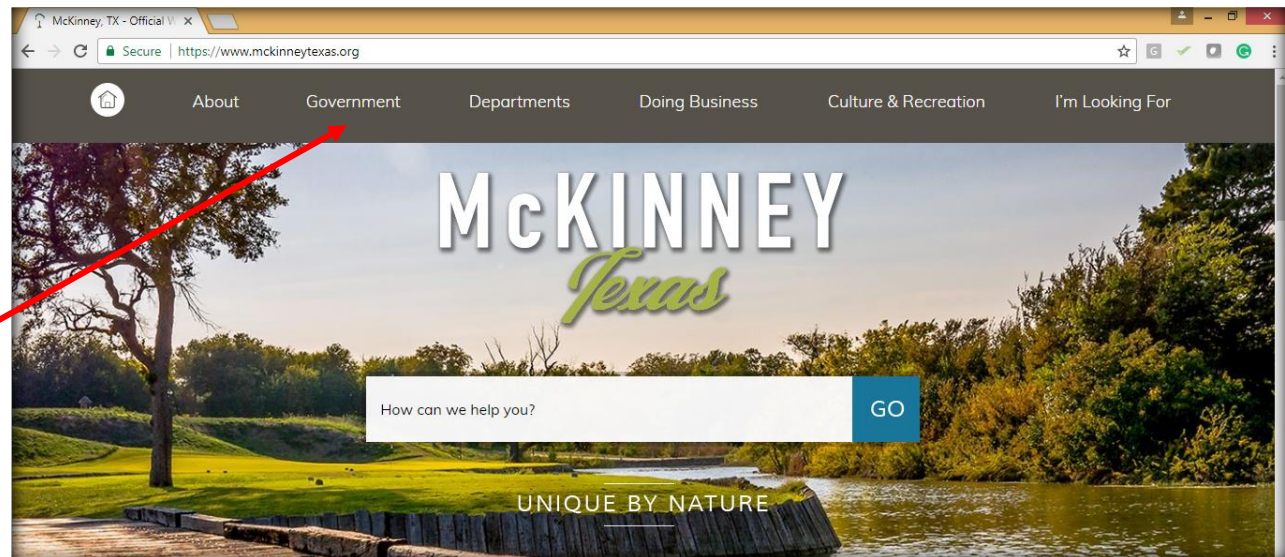 McKinney, TX - Official W
Secure | https://www.mckinneytexas.org
About Government Departments Doing Business Culture & Recreation I'm Looking For
McKINNEY
Texas
How can we help you? GO
UNIQUE BY NATURE